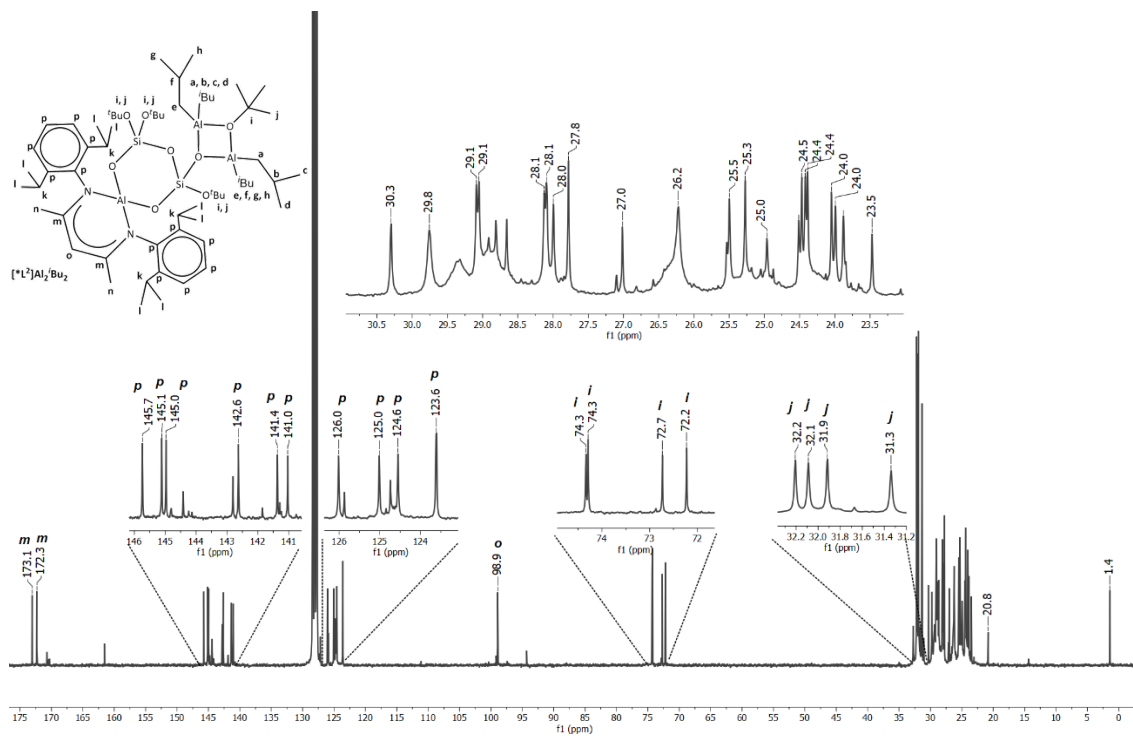 g h
f
a, b, c, d
ⁱBu
i, j i, j
ᵗBuO OᵗBu
e
i
j
Al O
Si O
O Al a
k
O Si
b c
ⁱBu
e, f, g, h
d
OᵗBu
i, j
p p p l l
p p p
l l k
N Al O
n m
o
N
m n
k l l
p p p
p p p
k
l l
[*L²]Al₂ⁱBu₂
30.3
29.8
29.1
29.1
28.1
28.1
28.0
27.8
27.0
26.2
25.5
25.3
25.0
24.5
24.4
24.4
24.0
24.0
23.5
30.5 30.0 29.5 29.0 28.5 28.0 27.5 27.0 26.5 26.0 25.5 25.0 24.5 24.0 23.5
f1 (ppm)
p p p p p p
145.7
145.1
145.0
142.6
141.4
141.0
146 145 144 143 142 141
f1 (ppm)
p p p p
126.0
125.0
124.6
123.6
126 125 124
f1 (ppm)
i i i i
74.3
74.3
72.7
72.2
74 73 72
f1 (ppm)
j j j j
32.2
32.1
31.9
31.3
32.2 32.0 31.8 31.6 31.4 31.2
f1 (ppm)
m m
173.1
172.3
o
98.9
20.8
1.4
175 170 165 160 155 150 145 140 135 130 125 120 115 110 105 100 95 90 85 80 75 70 65 60 55 50 45 40 35 30 25 20 15 10 5 0
f1 (ppm)